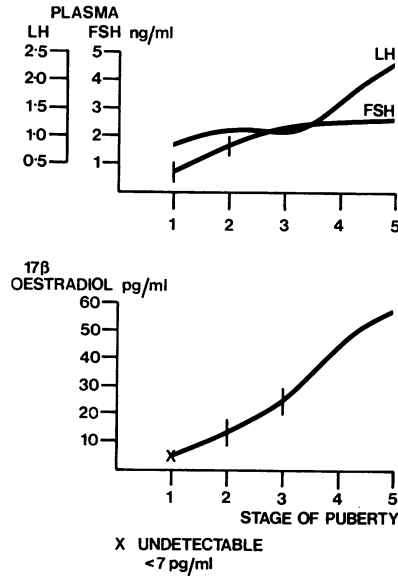 PLASMA
LH FSH ng/ml
2·5 5
2·0 4
1·5 3
1·0 2
0·5 1
LH
FSH
1 2 3 4 5
17β
OESTRADIOL pg/ml
60
50
40
30
20
10
X
1 2 3 4 5
STAGE OF PUBERTY
X UNDETECTABLE
<7 pg/ml